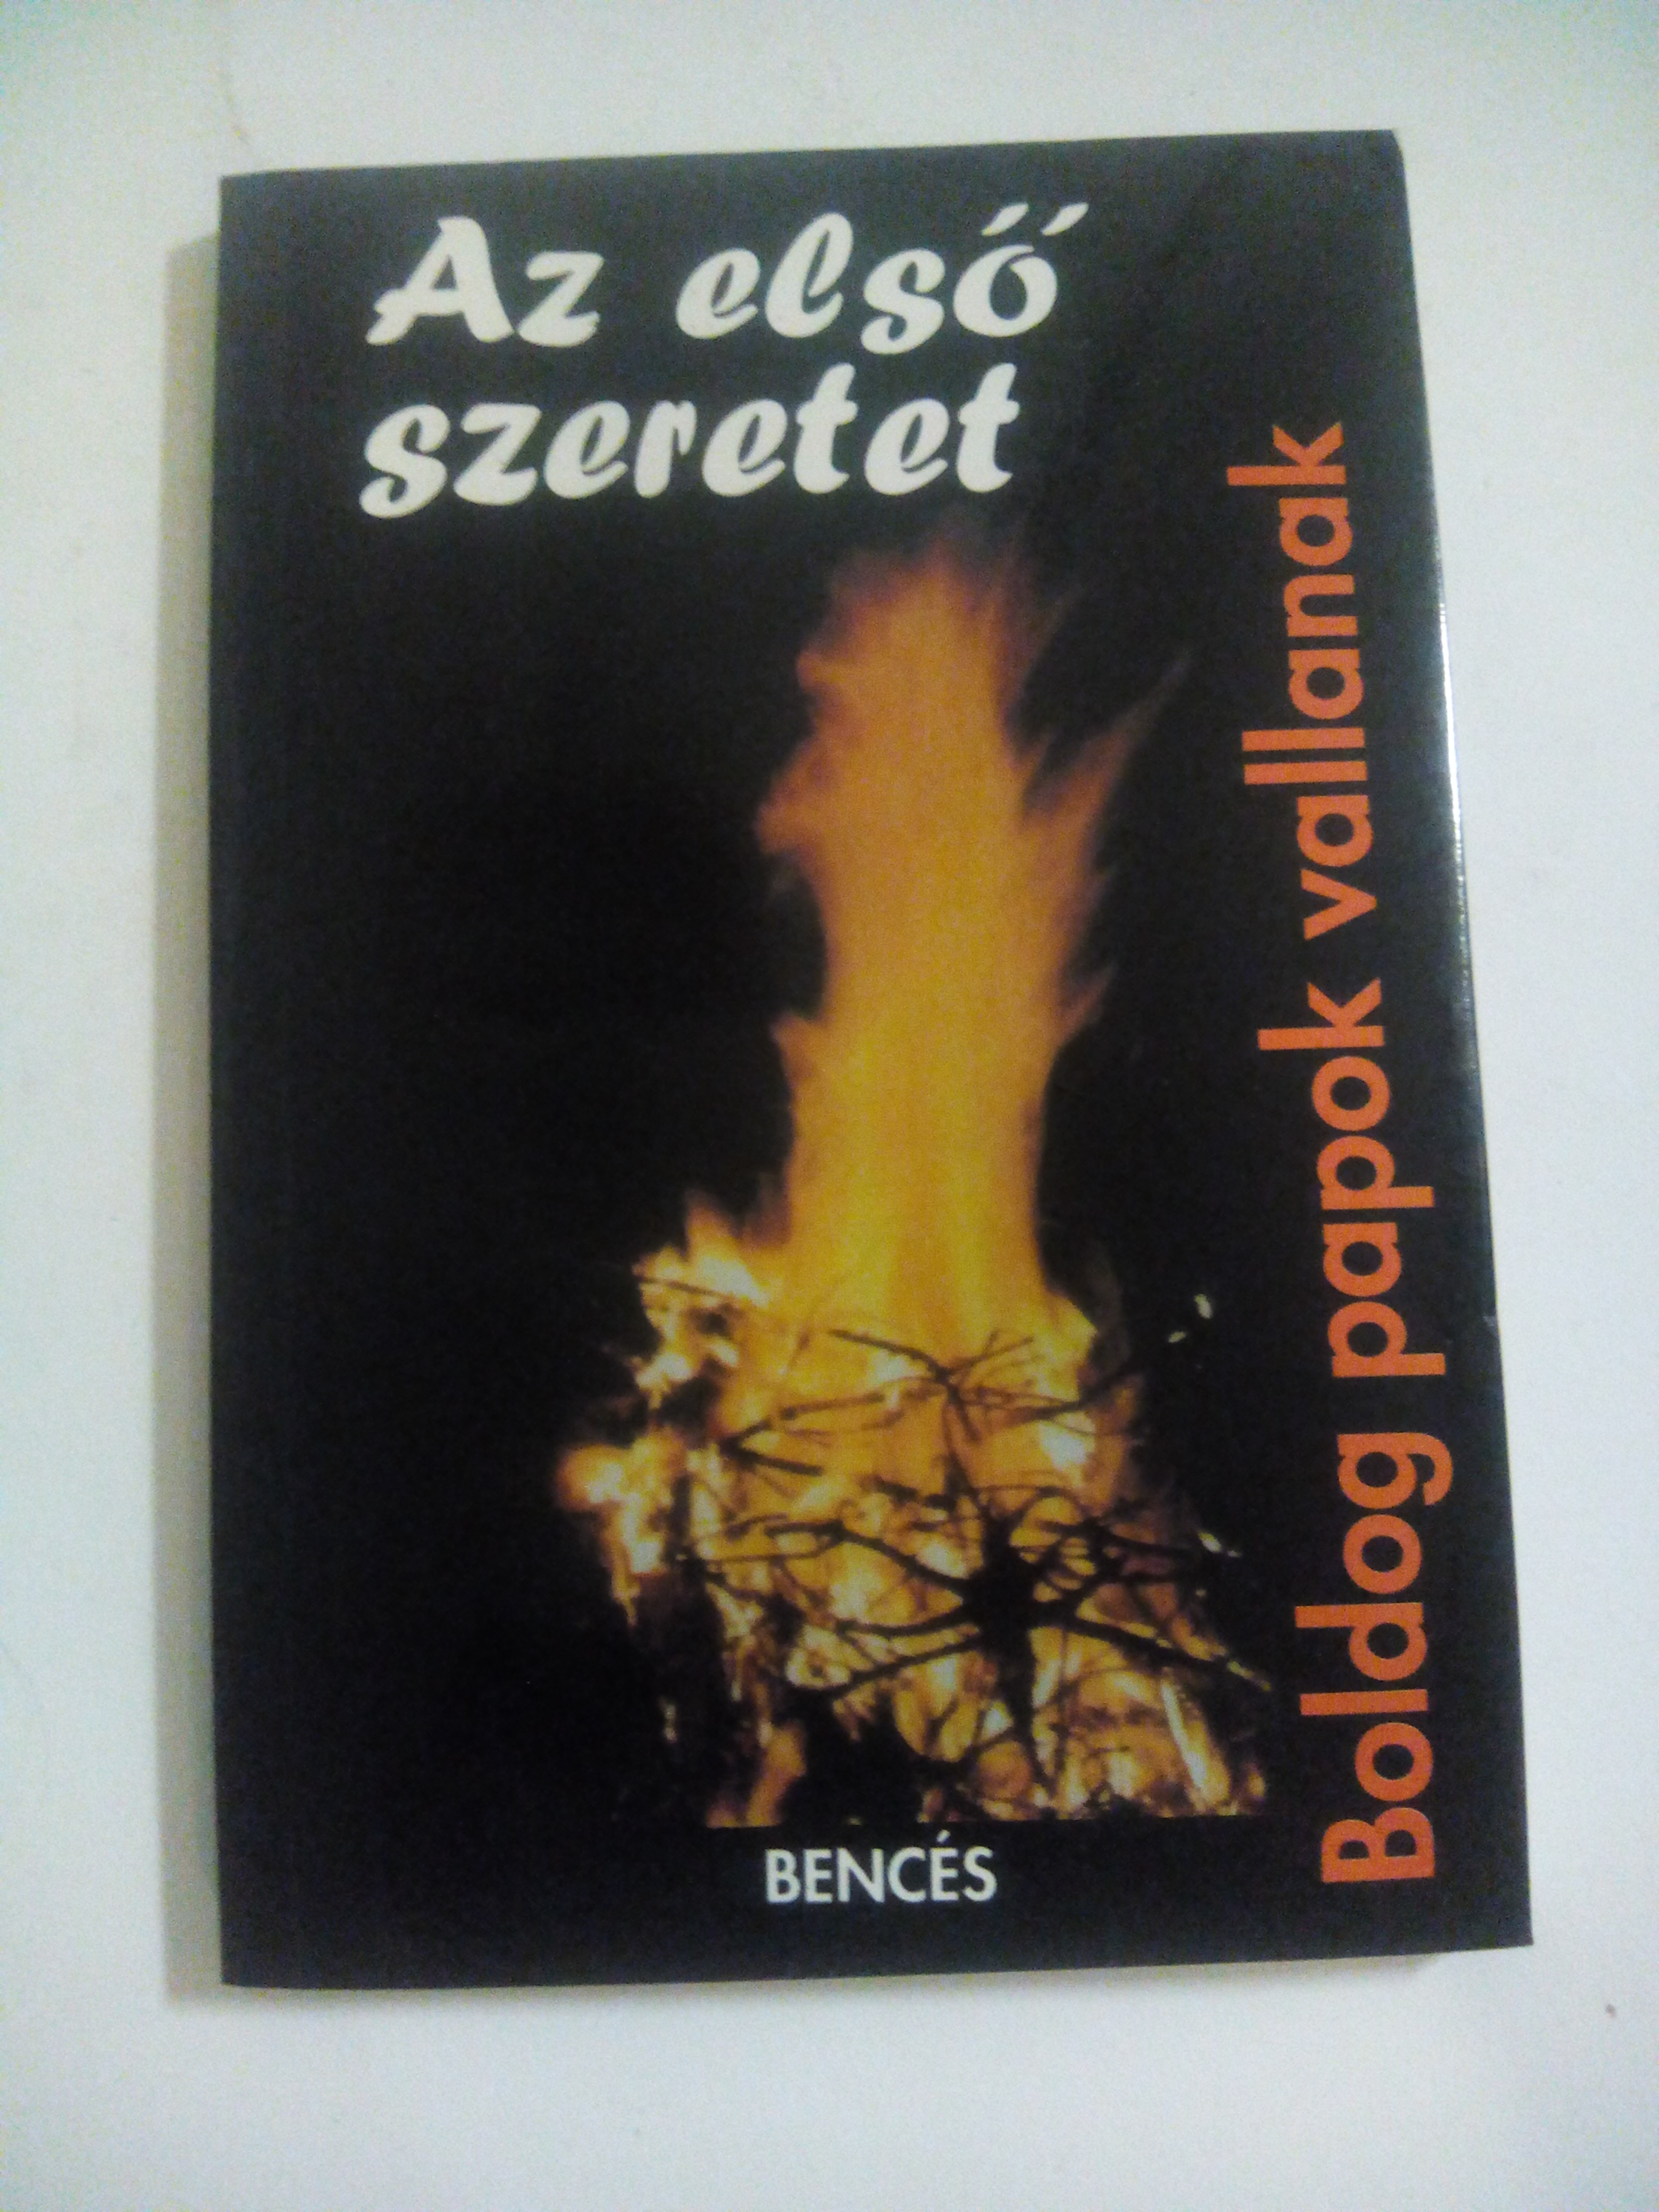 Az első
szeretet
Boldog papok vallanak
BENCÉS